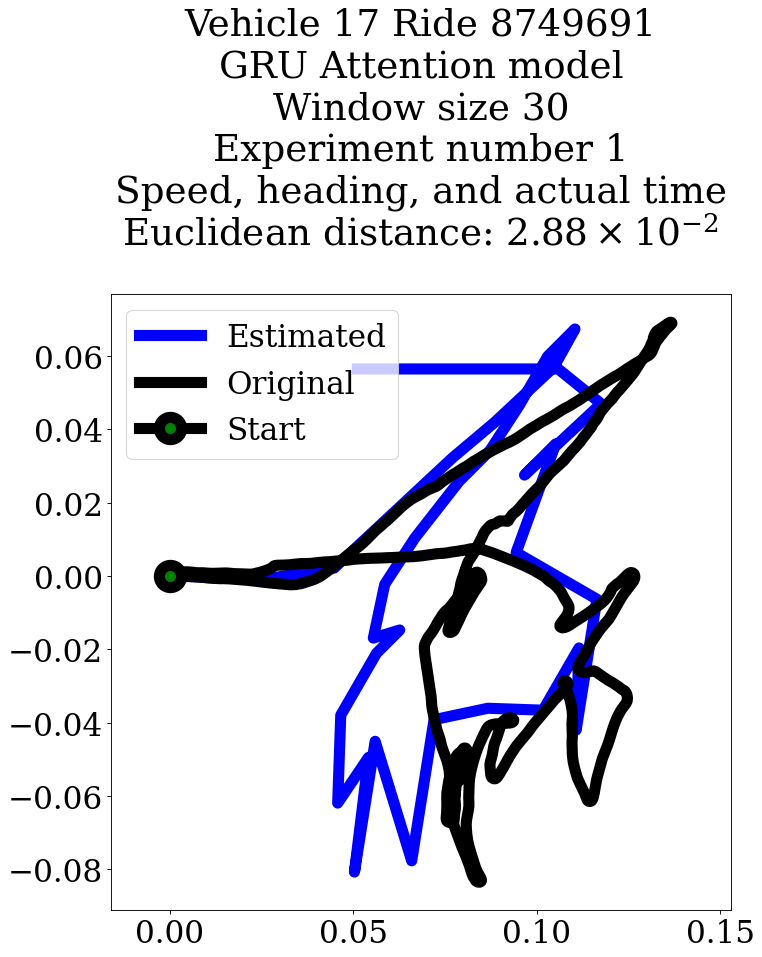 Vehicle 17 Ride 8749691
GRU Attention model
Window size 30
Experiment number 1
Speed, heading, and actual time
Euclidean distance: 2.88 × 10⁻²
Estimated
Original
Start
0.06
0.04
0.02
0.00
−0.02
−0.04
−0.06
−0.08
0.00 0.05 0.10 0.15